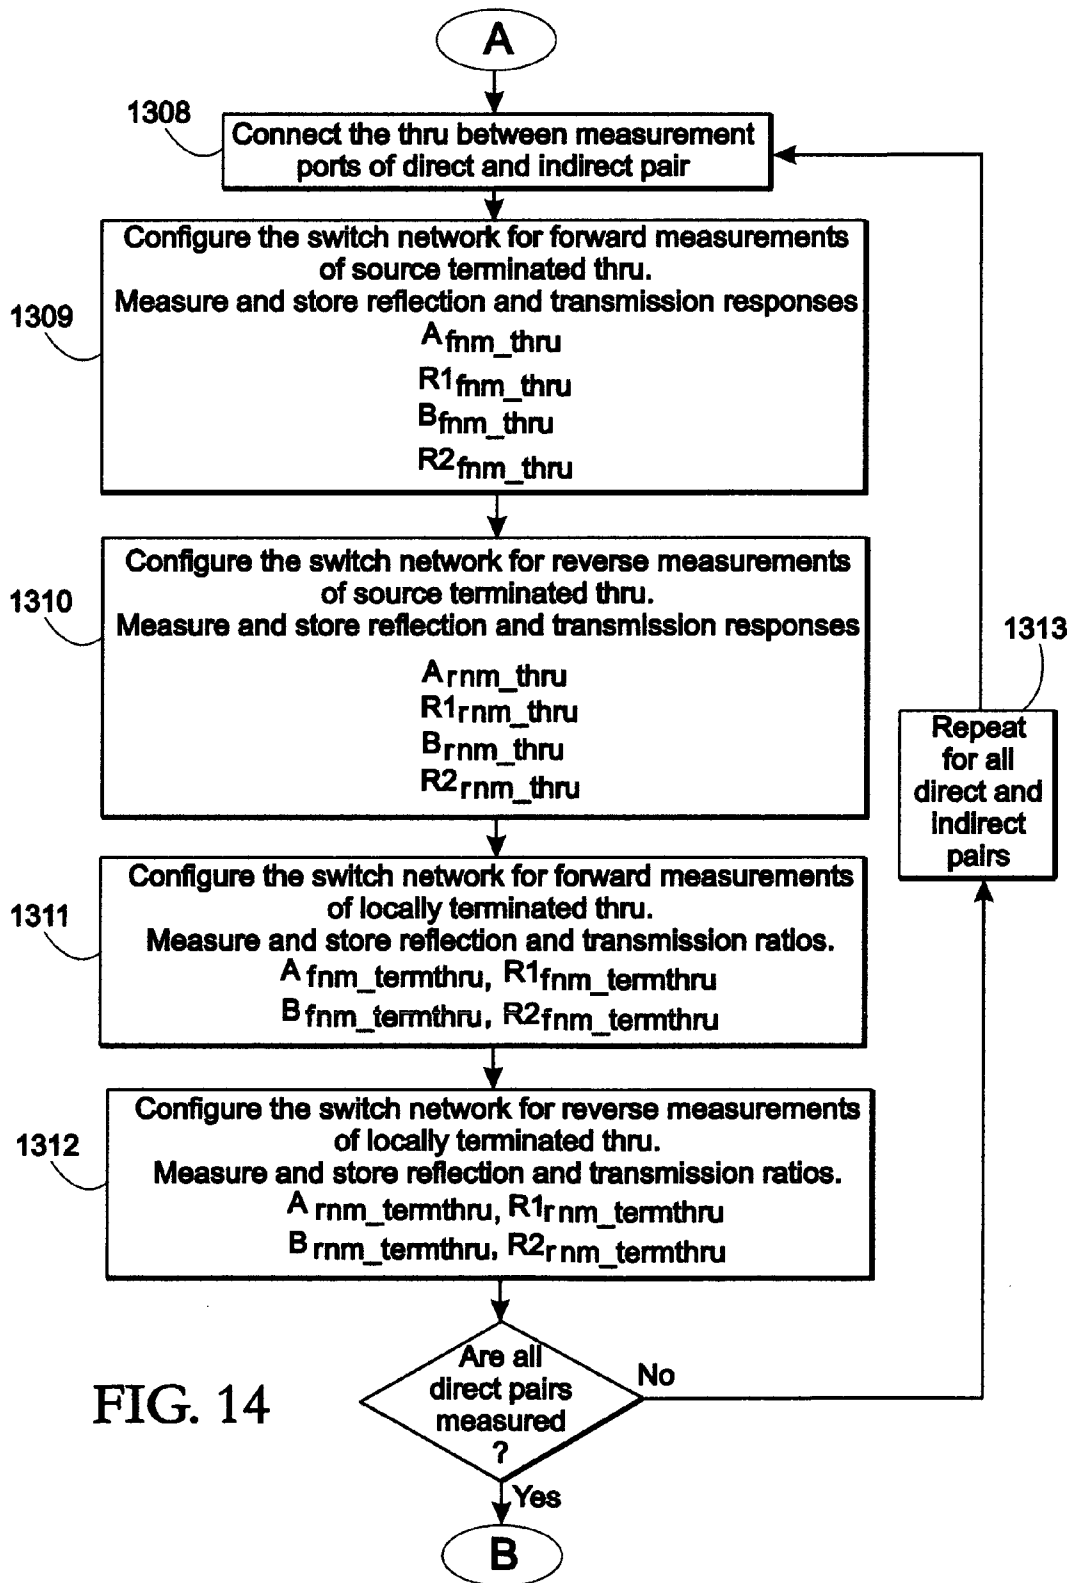 A
1308
Connect the thru between measurement
ports of direct and indirect pair
1309
Configure the switch network for forward measurements
of source terminated thru.
Measure and store reflection and transmission responses
Afnm_thru
R1fnm_thru
Bfnm_thru
R2fnm_thru
1310
Configure the switch network for reverse measurements
of source terminated thru.
Measure and store reflection and transmission responses
Arnm_thru
R1rnm_thru
Brnm_thru
R2rnm_thru
1313
Repeat
for all
direct and
indirect
pairs
1311
Configure the switch network for forward measurements
of locally terminated thru.
Measure and store reflection and transmission ratios.
Afnm_termthru, R1fnm_termthru
Bfnm_termthru, R2fnm_termthru
1312
Configure the switch network for reverse measurements
of locally terminated thru.
Measure and store reflection and transmission ratios.
Arnm_termthru, R1rnm_termthru
Brnm_termthru, R2rnm_termthru
Are all
direct pairs
measured
?
No
Yes
B
FIG. 14